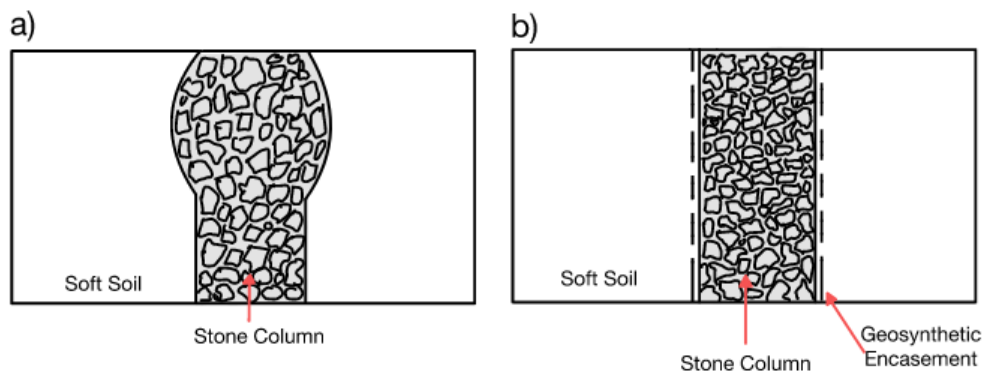 a)
b)
Soft Soil
Stone Column
Soft Soil
Stone Column
Geosynthetic
Encasement